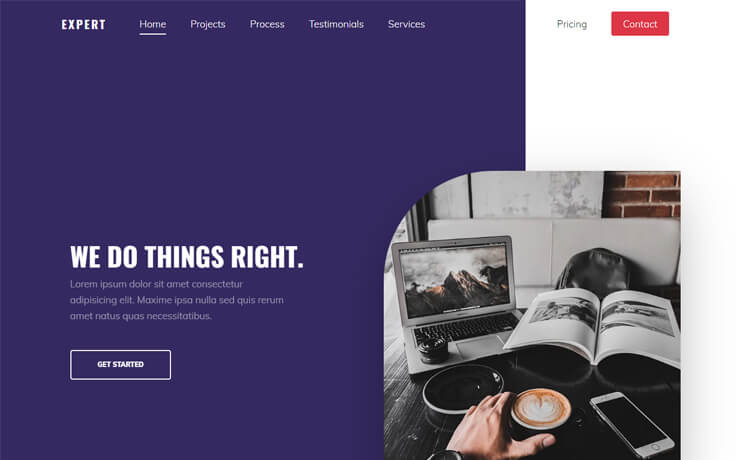 EXPERT
Home
Projects
Process
Testimonials
Services
Pricing
Contact
WE DO THINGS RIGHT.
Lorem ipsum dolor sit amet consectetur
adipisicing elit. Maxime ipsa nulla sed quis rerum
amet natus quas necessitatibus.
GET STARTED